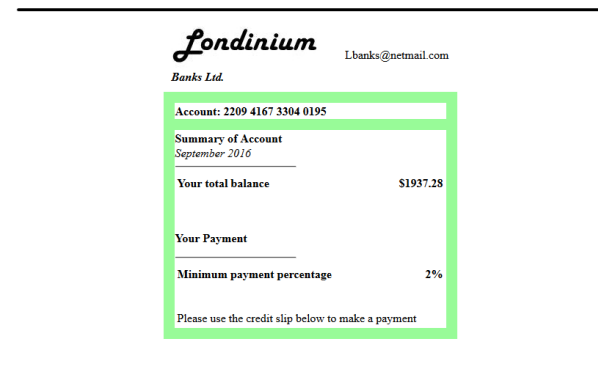 Londinium
Lbanks@netmail.com
Banks Ltd.
Account: 2209 4167 3304 0195
Summary of Account
September 2016
Your total balance $1937.28
Your Payment
Minimum payment percentage 2%
Please use the credit slip below to make a payment